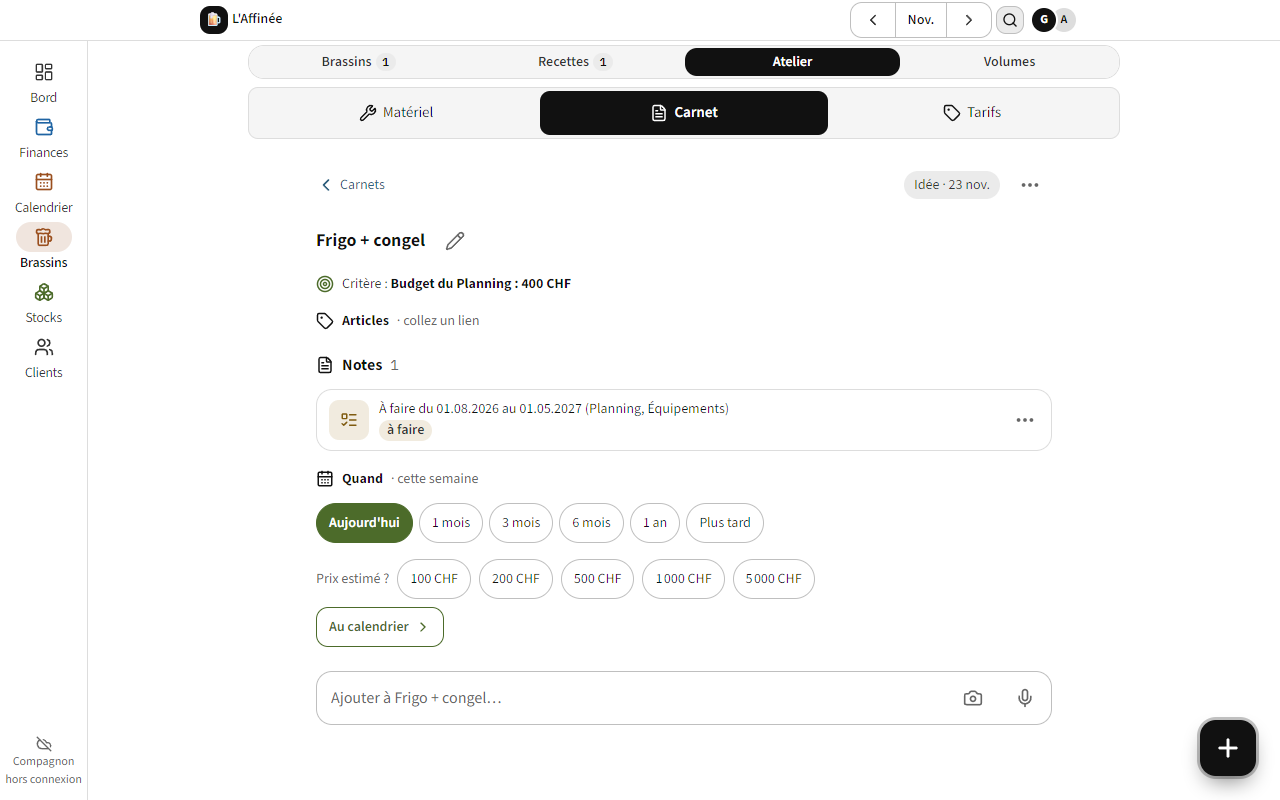 L'Affinée
Nov.
G
A
Brassins 1
Recettes 1
Atelier
Volumes
Matériel
Carnet
Tarifs
Bord
Finances
Calendrier
Brassins
Stocks
Clients
Compagnon
hors connexion
Carnets
Idée · 23 nov.
Frigo + congel
Critère : Budget du Planning : 400 CHF
Articles · collez un lien
Notes 1
À faire du 01.08.2026 au 01.05.2027 (Planning, Équipements)
à faire
Quand · cette semaine
Aujourd'hui
1 mois
3 mois
6 mois
1 an
Plus tard
Prix estimé ?
100 CHF
200 CHF
500 CHF
1 000 CHF
5 000 CHF
Au calendrier
Ajouter à Frigo + congel…